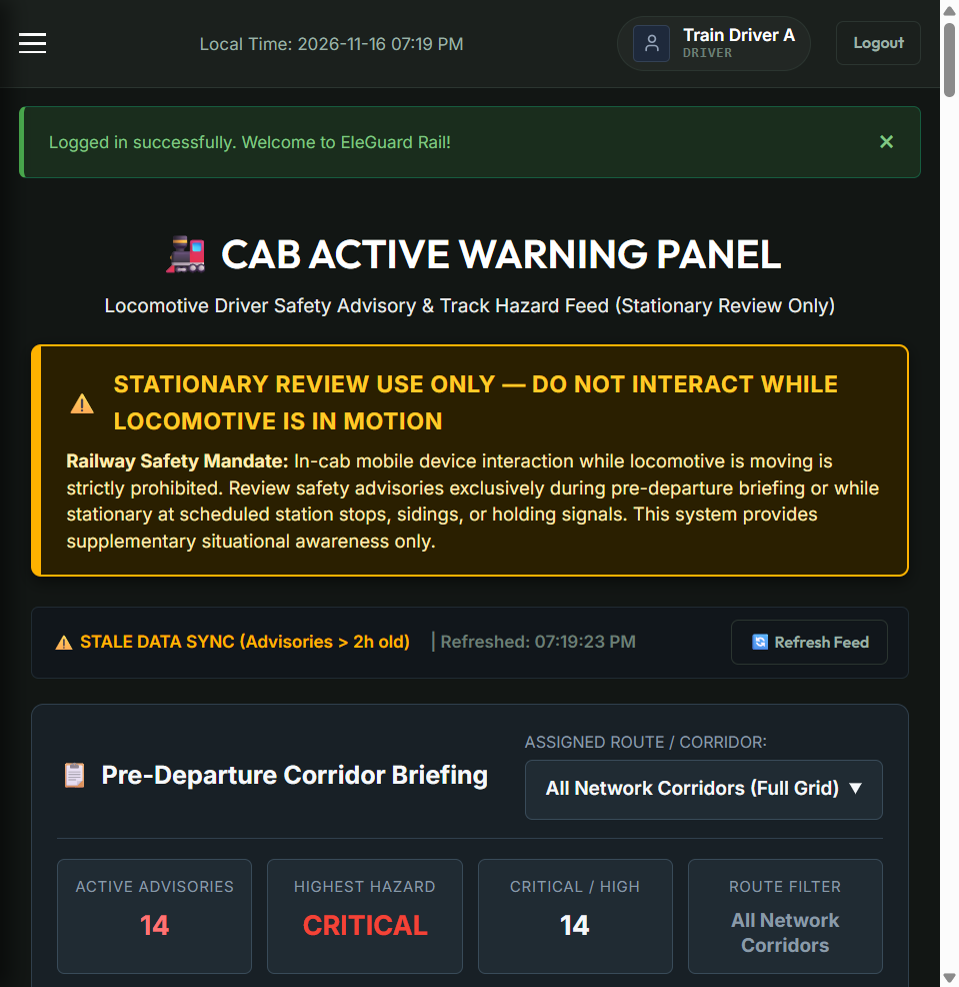 Local Time: 2026-11-16 07:19 PM
Train Driver A
DRIVER
Logout
Logged in successfully. Welcome to EleGuard Rail!
CAB ACTIVE WARNING PANEL
Locomotive Driver Safety Advisory & Track Hazard Feed (Stationary Review Only)
STATIONARY REVIEW USE ONLY — DO NOT INTERACT WHILE
LOCOMOTIVE IS IN MOTION
Railway Safety Mandate: In-cab mobile device interaction while locomotive is moving is
strictly prohibited. Review safety advisories exclusively during pre-departure briefing or while
stationary at scheduled station stops, sidings, or holding signals. This system provides
supplementary situational awareness only.
STALE DATA SYNC (Advisories > 2h old) | Refreshed: 07:19:23 PM
Refresh Feed
Pre-Departure Corridor Briefing
ASSIGNED ROUTE / CORRIDOR:
All Network Corridors (Full Grid)
ACTIVE ADVISORIES
14
HIGHEST HAZARD
CRITICAL
CRITICAL / HIGH
14
ROUTE FILTER
All Network
Corridors